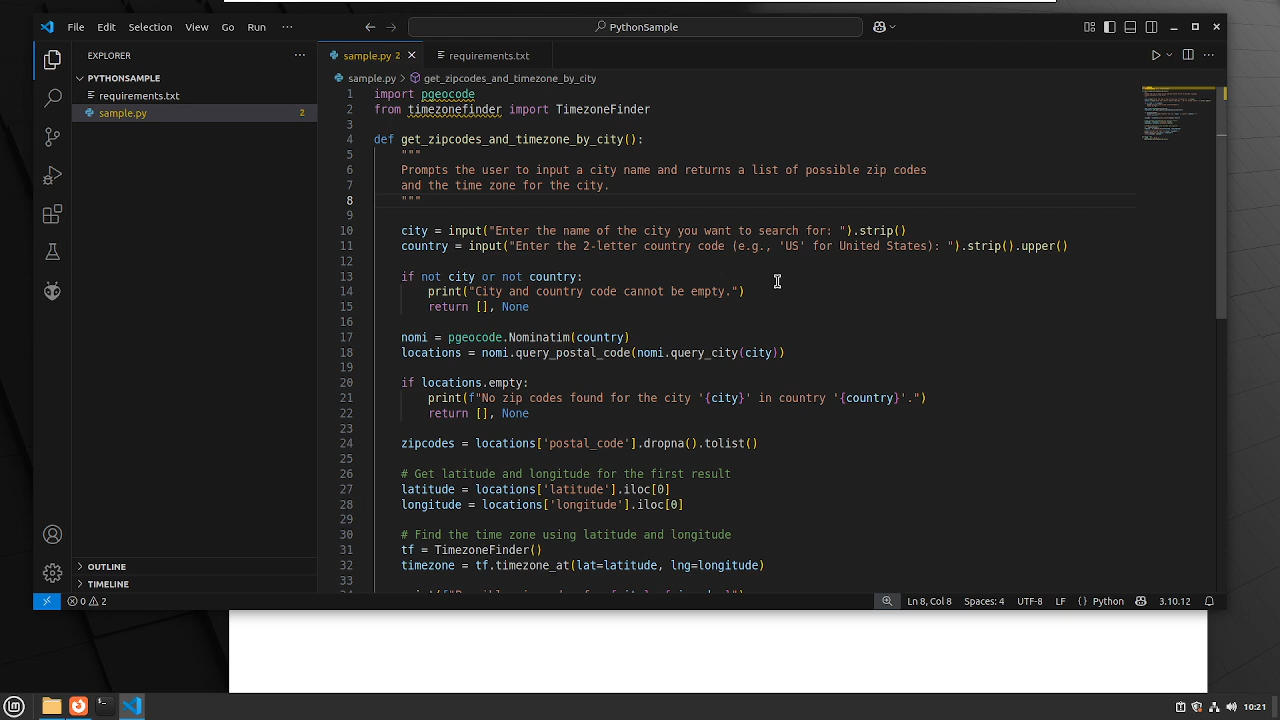 File Edit Selection View Go Run ··· PythonSample
EXPLORER ···
PYTHONSAMPLE
requirements.txt
sample.py 2
OUTLINE
TIMELINE
sample.py 2 requirements.txt
sample.py > get_zipcodes_and_timezone_by_city
1 import pgeocode
2 from timezonefinder import TimezoneFinder
3
4 def get_zipcodes_and_timezone_by_city():
5 """
6 Prompts the user to input a city name and returns a list of possible zip codes
7 and the time zone for the city.
8 """
9
10 city = input("Enter the name of the city you want to search for: ").strip()
11 country = input("Enter the 2-letter country code (e.g., 'US' for United States): ").strip().upper()
12
13 if not city or not country:
14 print("City and country code cannot be empty.")
15 return [], None
16
17 nomi = pgeocode.Nominatim(country)
18 locations = nomi.query_postal_code(nomi.query_city(city))
19
20 if locations.empty:
21 print(f"No zip codes found for the city '{city}' in country '{country}'.")
22 return [], None
23
24 zipcodes = locations['postal_code'].dropna().tolist()
25
26 # Get latitude and longitude for the first result
27 latitude = locations['latitude'].iloc[0]
28 longitude = locations['longitude'].iloc[0]
29
30 # Find the time zone using latitude and longitude
31 tf = TimezoneFinder()
32 timezone = tf.timezone_at(lat=latitude, lng=longitude)
33
0 2 Ln 8, Col 8 Spaces: 4 UTF-8 LF {} Python 3.10.12
10:21